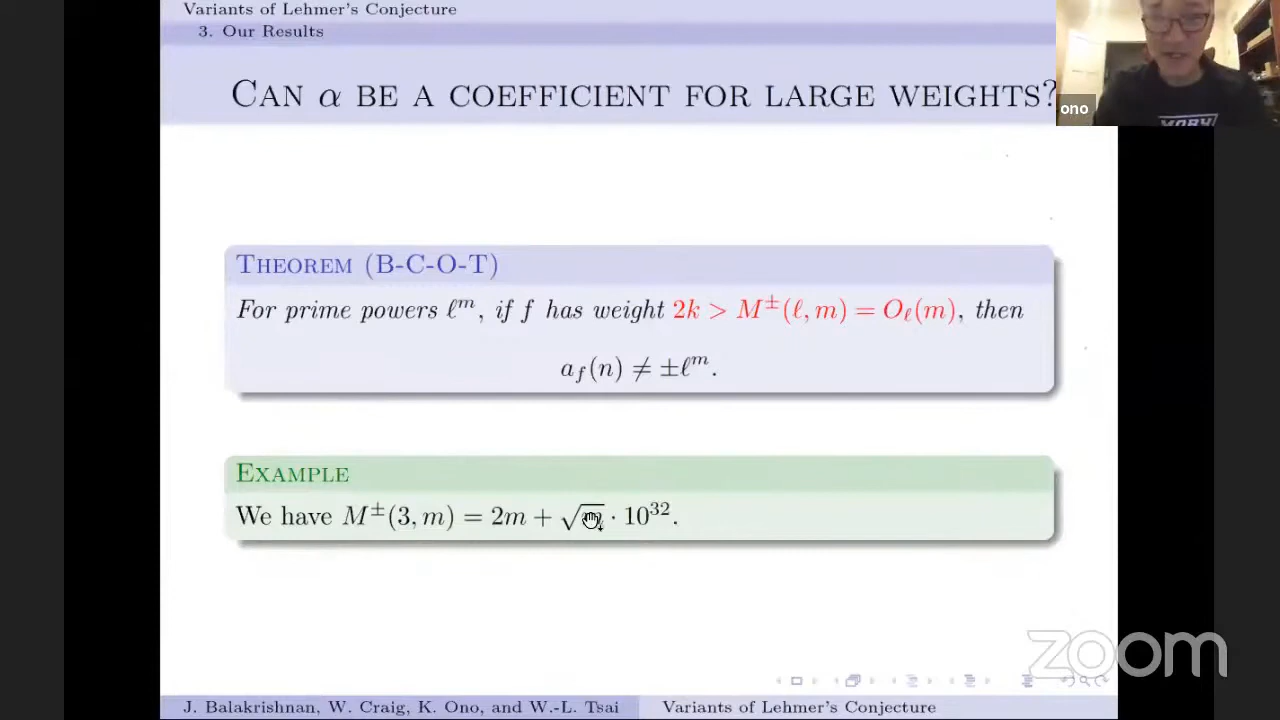 Variants of Lehmer's Conjecture
3. Our Results
CAN α BE A COEFFICIENT FOR LARGE WEIGHTS?
ono
THEOREM (B-C-O-T)
For prime powers ℓ^m, if f has weight 2k > M^±(ℓ, m) = O_ℓ(m), then
a_f(n) ≠ ±ℓ^m.
EXAMPLE
We have M^±(3, m) = 2m + √ · 10^32.
zoom
J. Balakrishnan, W. Craig, K. Ono, and W.-L. Tsai
Variants of Lehmer's Conjecture